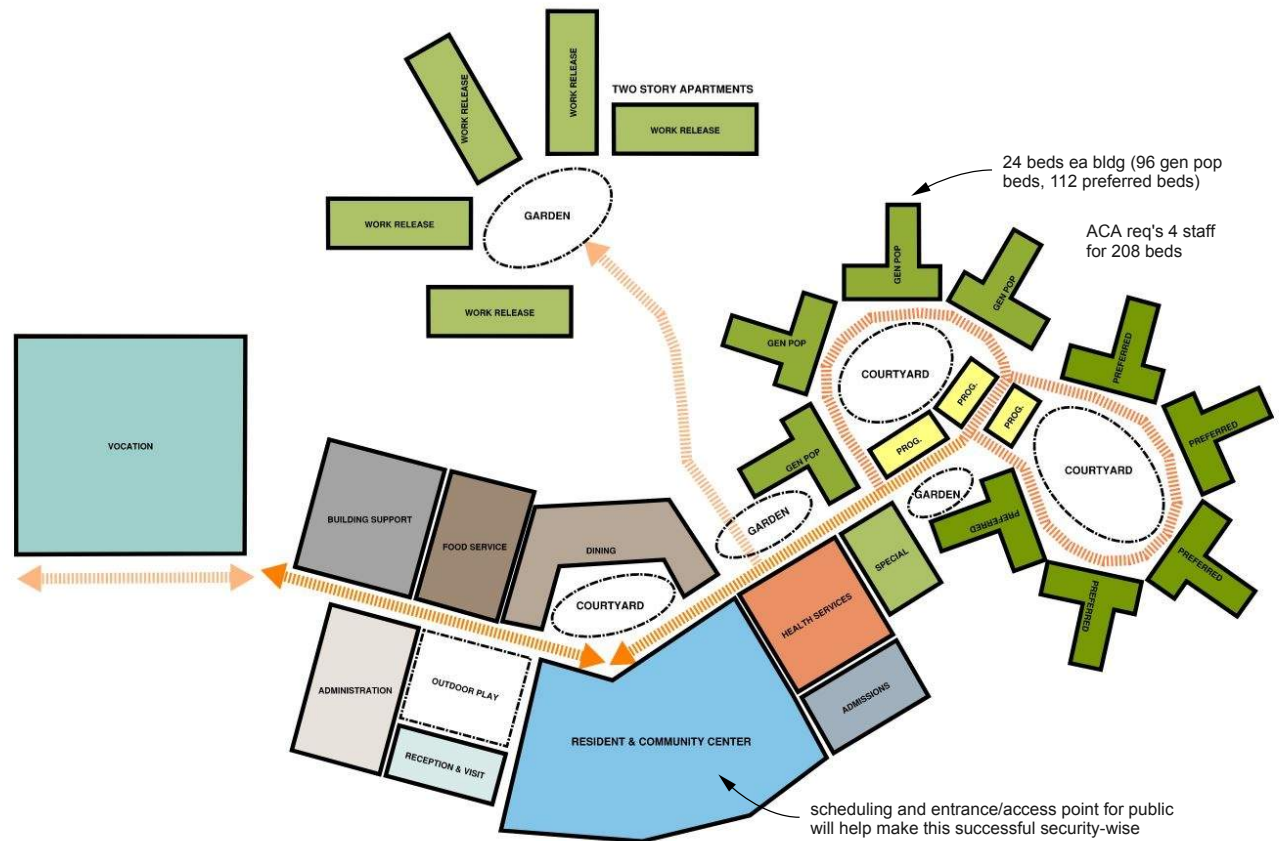 WORK RELEASE
WORK RELEASE
TWO STORY APARTMENTS
WORK RELEASE
WORK RELEASE
GARDEN
WORK RELEASE
24 beds ea bldg (96 gen pop
beds, 112 preferred beds)
ACA req's 4 staff
for 208 beds
GEN POP
GEN POP
GEN POP
GEN POP
COURTYARD
PROG.
PROG.
PROG.
PREFERRED
PREFERRED
PREFERRED
PREFERRED
PREFERRED
COURTYARD
GARDEN
GARDEN
VOCATION
BUILDING SUPPORT
FOOD SERVICE
DINING
COURTYARD
SPECIAL
HEALTH SERVICES
ADMISSIONS
ADMINISTRATION
OUTDOOR PLAY
RECEPTION & VISIT
RESIDENT & COMMUNITY CENTER
scheduling and entrance/access point for public
will help make this successful security-wise